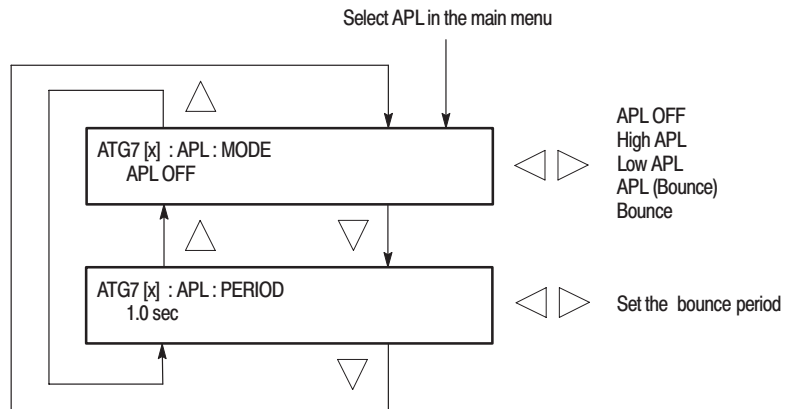 Select APL in the main menu
ATG7 [x] : APL : MODE
APL OFF
APL OFF
High APL
Low APL
APL (Bounce)
Bounce
ATG7 [x] : APL : PERIOD
1.0 sec
Set the bounce period